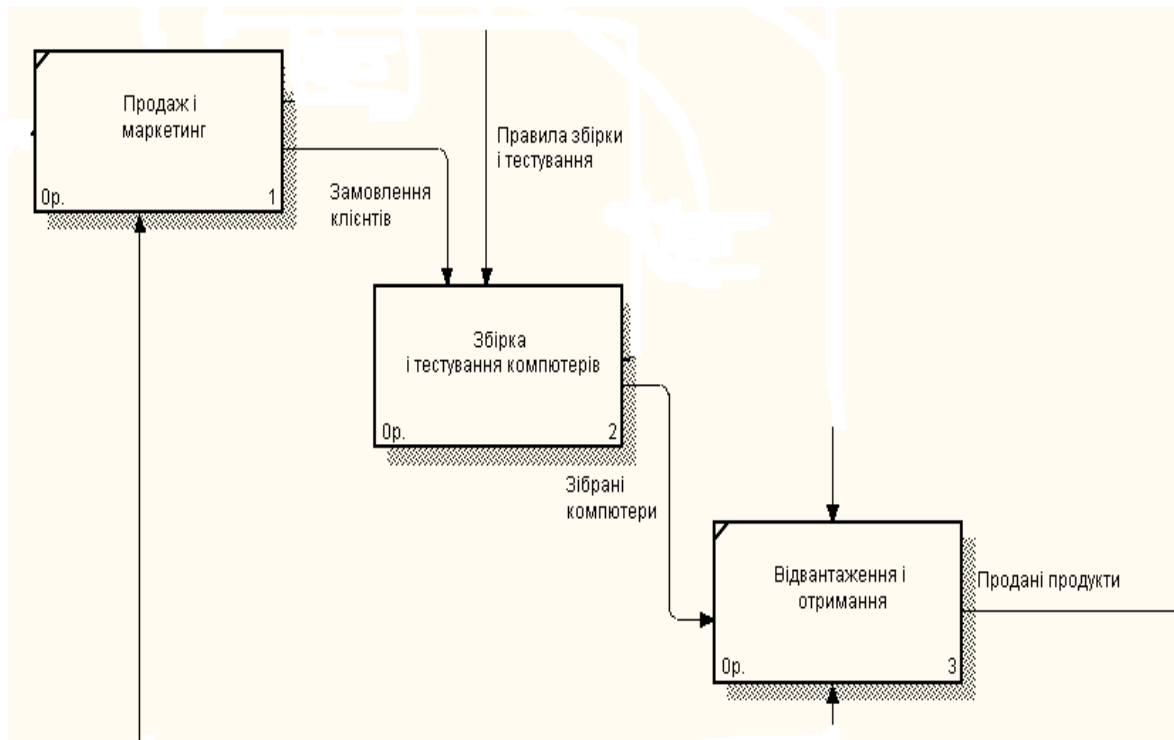 Продаж і
маркетинг
0р.
1
Правила збірки
і тестування
Замовлення
клієнтів
Збірка
і тестування компютерів
0р.
2
Зібрані
компютери
Відвантаження і
отримання
0р.
3
Продані продукти